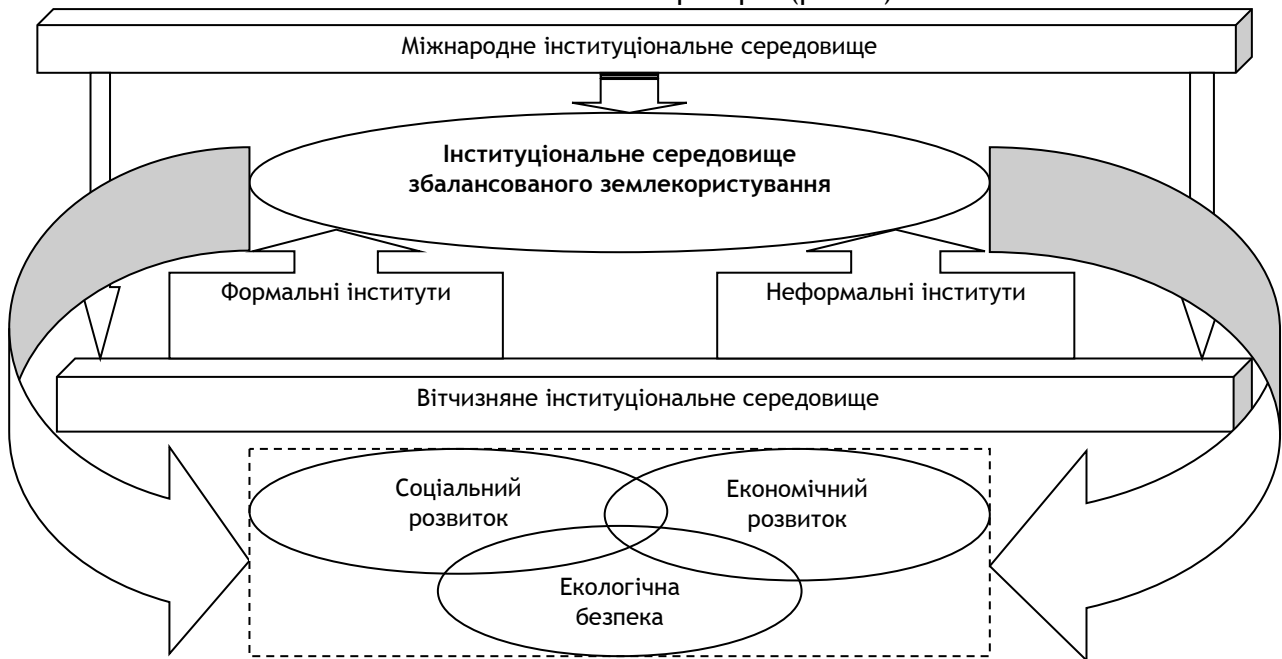 Міжнародне інституціональне середовище
Інституціональне середовище
збалансованого землекористування
Формальні інститути
Неформальні інститути
Вітчизняне інституціональне середовище
Соціальний
розвиток
Економічний
розвиток
Екологічна
безпека